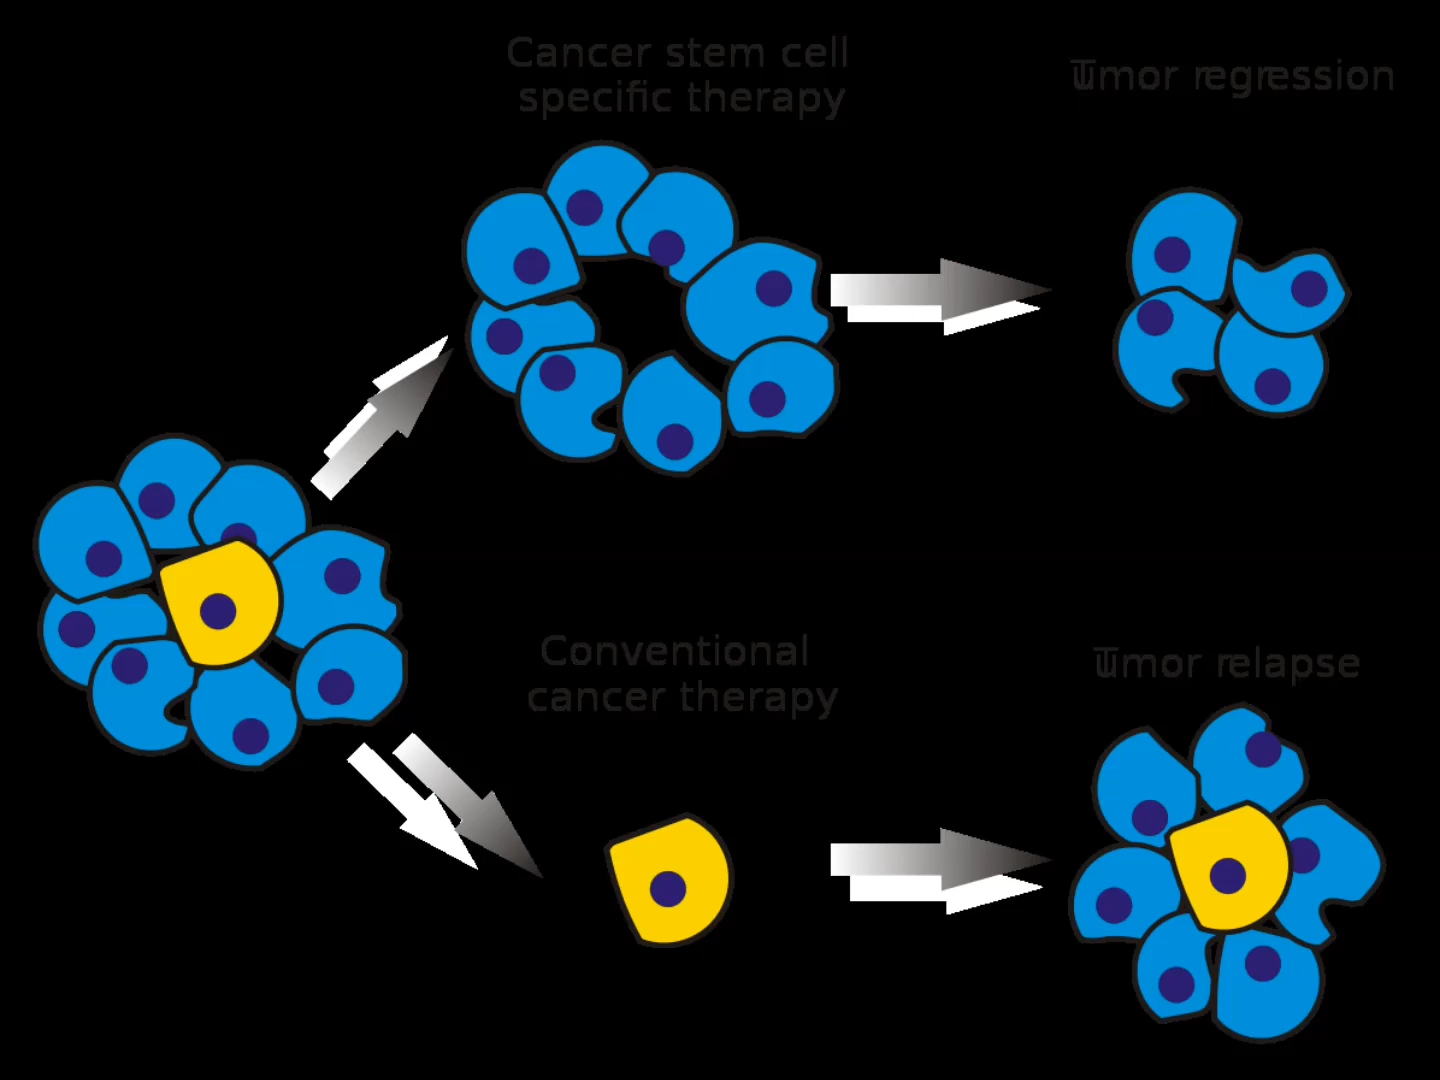 Cancer stem cell
specific therapy
Tumor regression
Conventional
cancer therapy
Tumor relapse